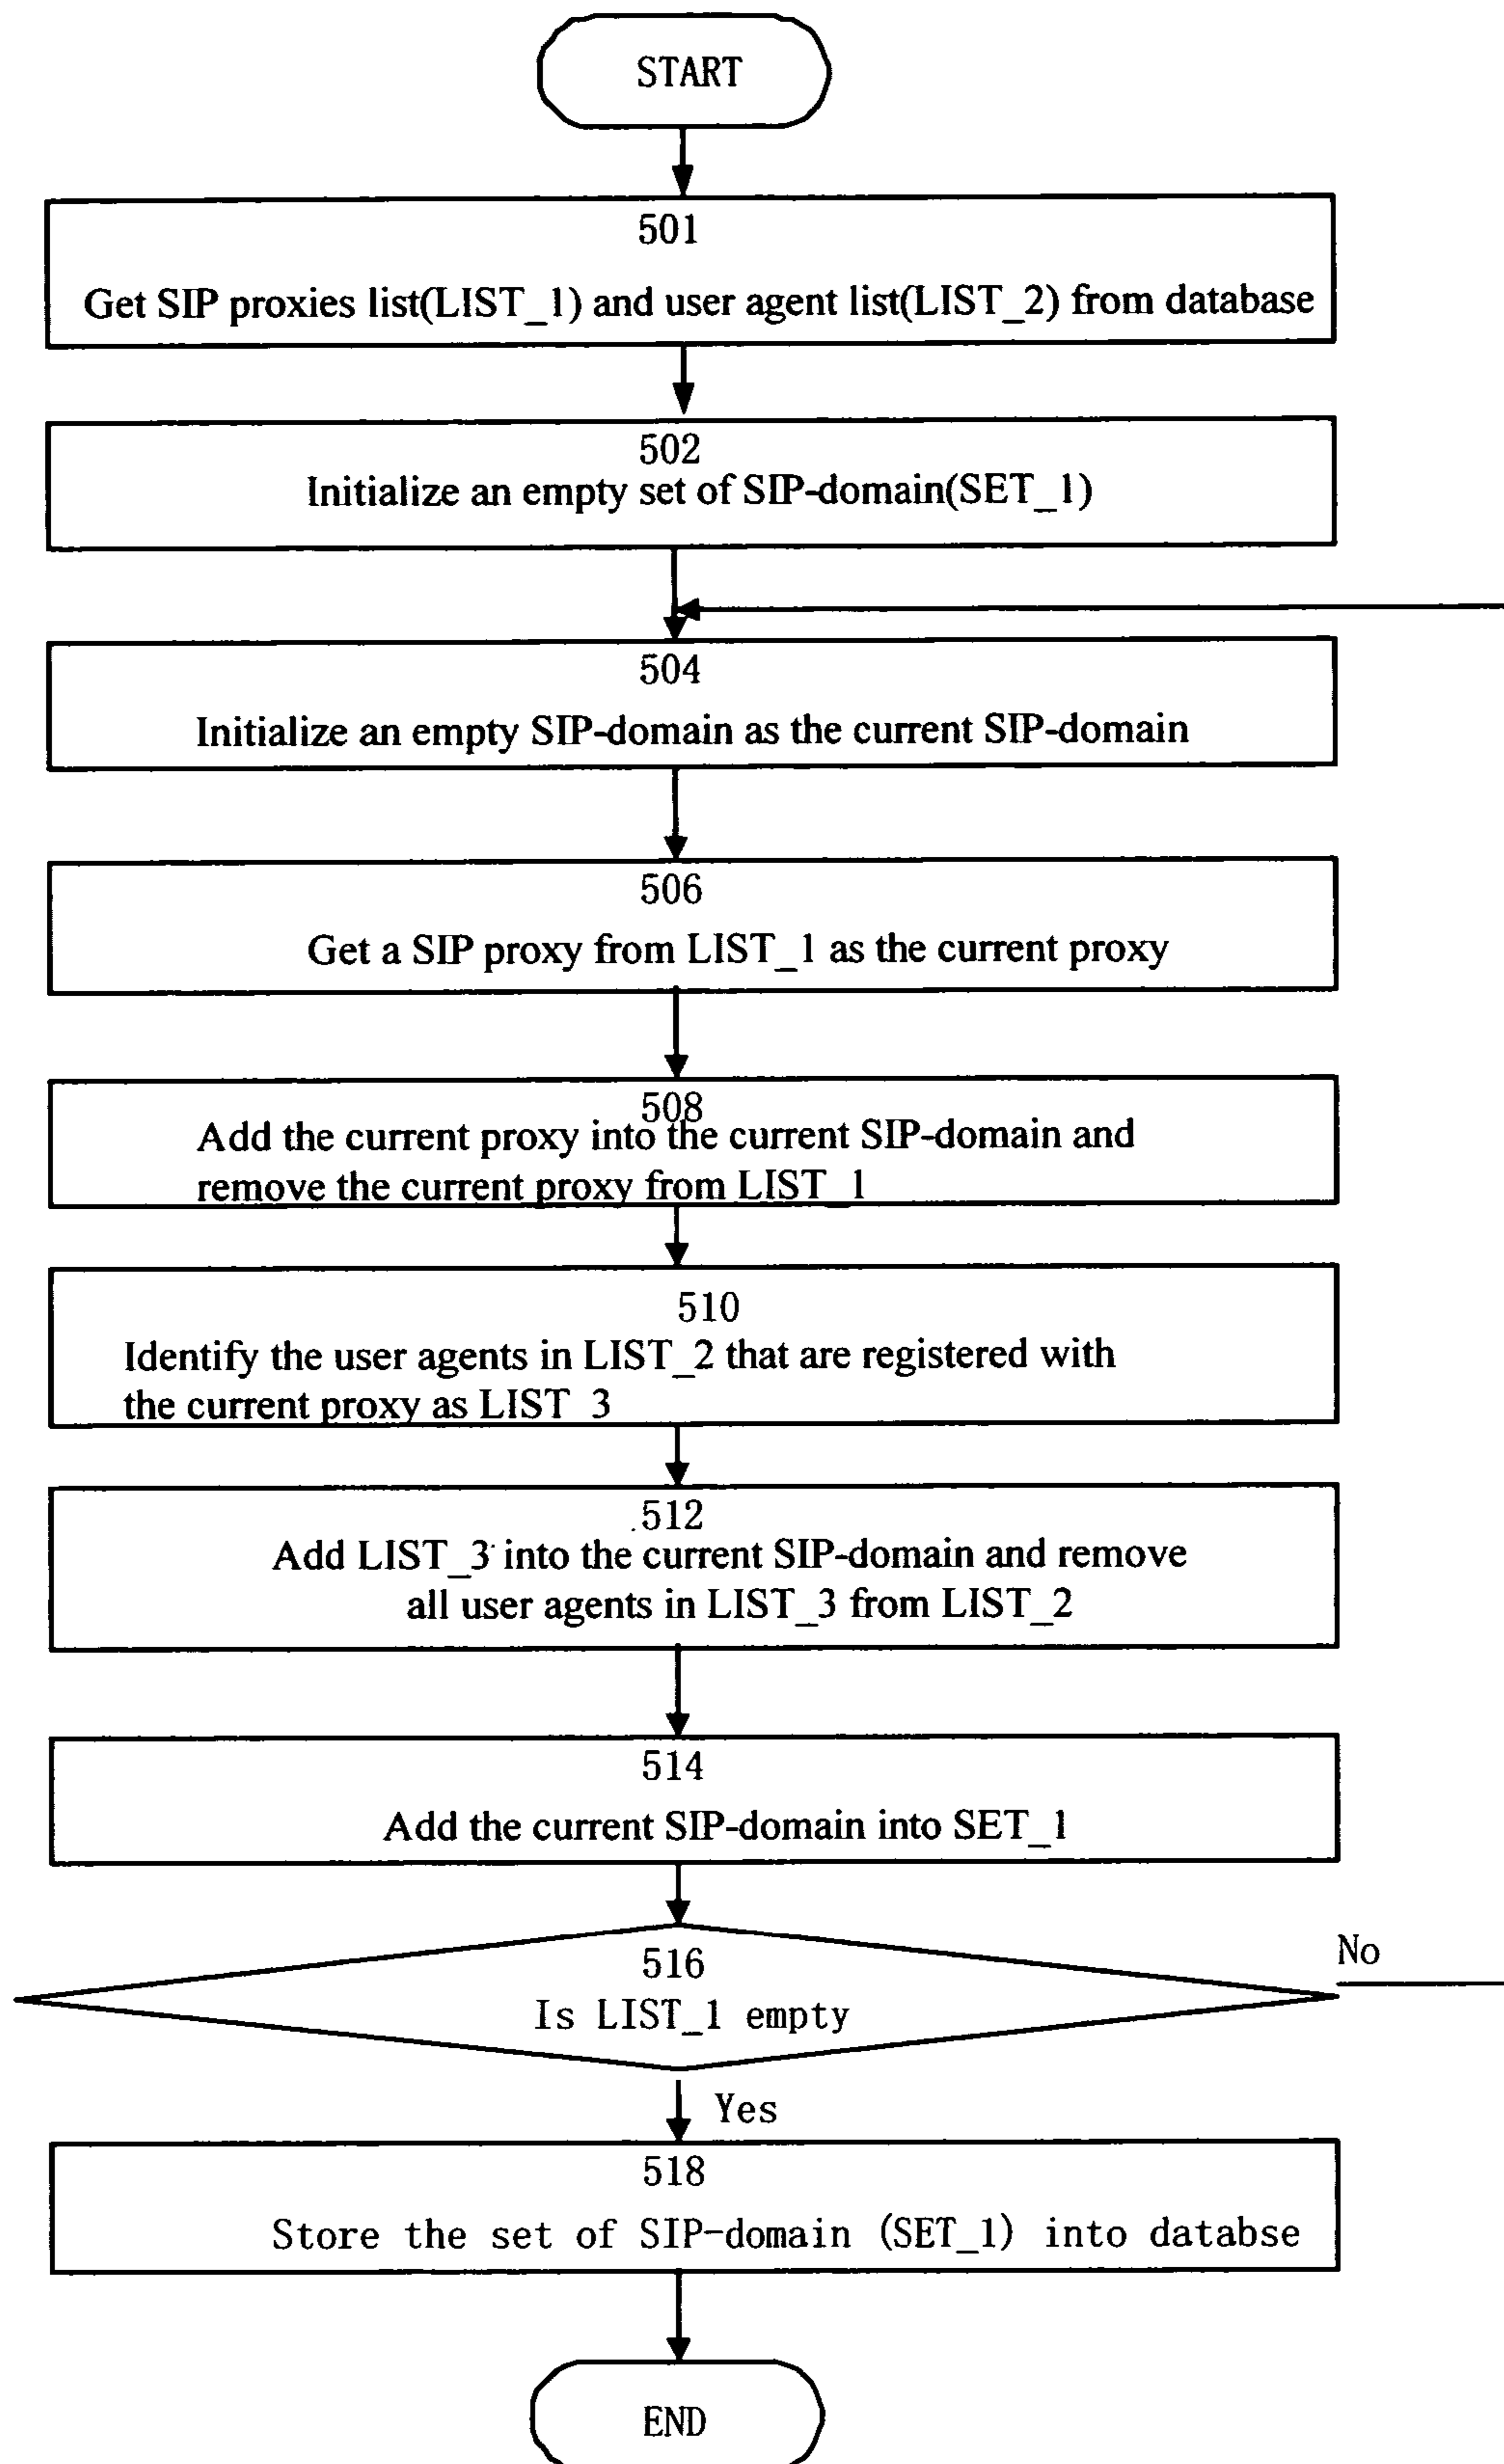 START
501
Get SIP proxies list(LIST_1) and user agent list(LIST_2) from database
502
Initialize an empty set of SIP-domain(SET_1)
504
Initialize an empty SIP-domain as the current SIP-domain
506
Get a SIP proxy from LIST_1 as the current proxy
508
Add the current proxy into the current SIP-domain and
remove the current proxy from LIST_1
510
Identify the user agents in LIST_2 that are registered with
the current proxy as LIST_3
512
Add LIST_3 into the current SIP-domain and remove
all user agents in LIST_3 from LIST_2
514
Add the current SIP-domain into SET_1
516
No
Is LIST_1 empty
Yes
518
Store the set of SIP-domain (SET_1) into databse
END